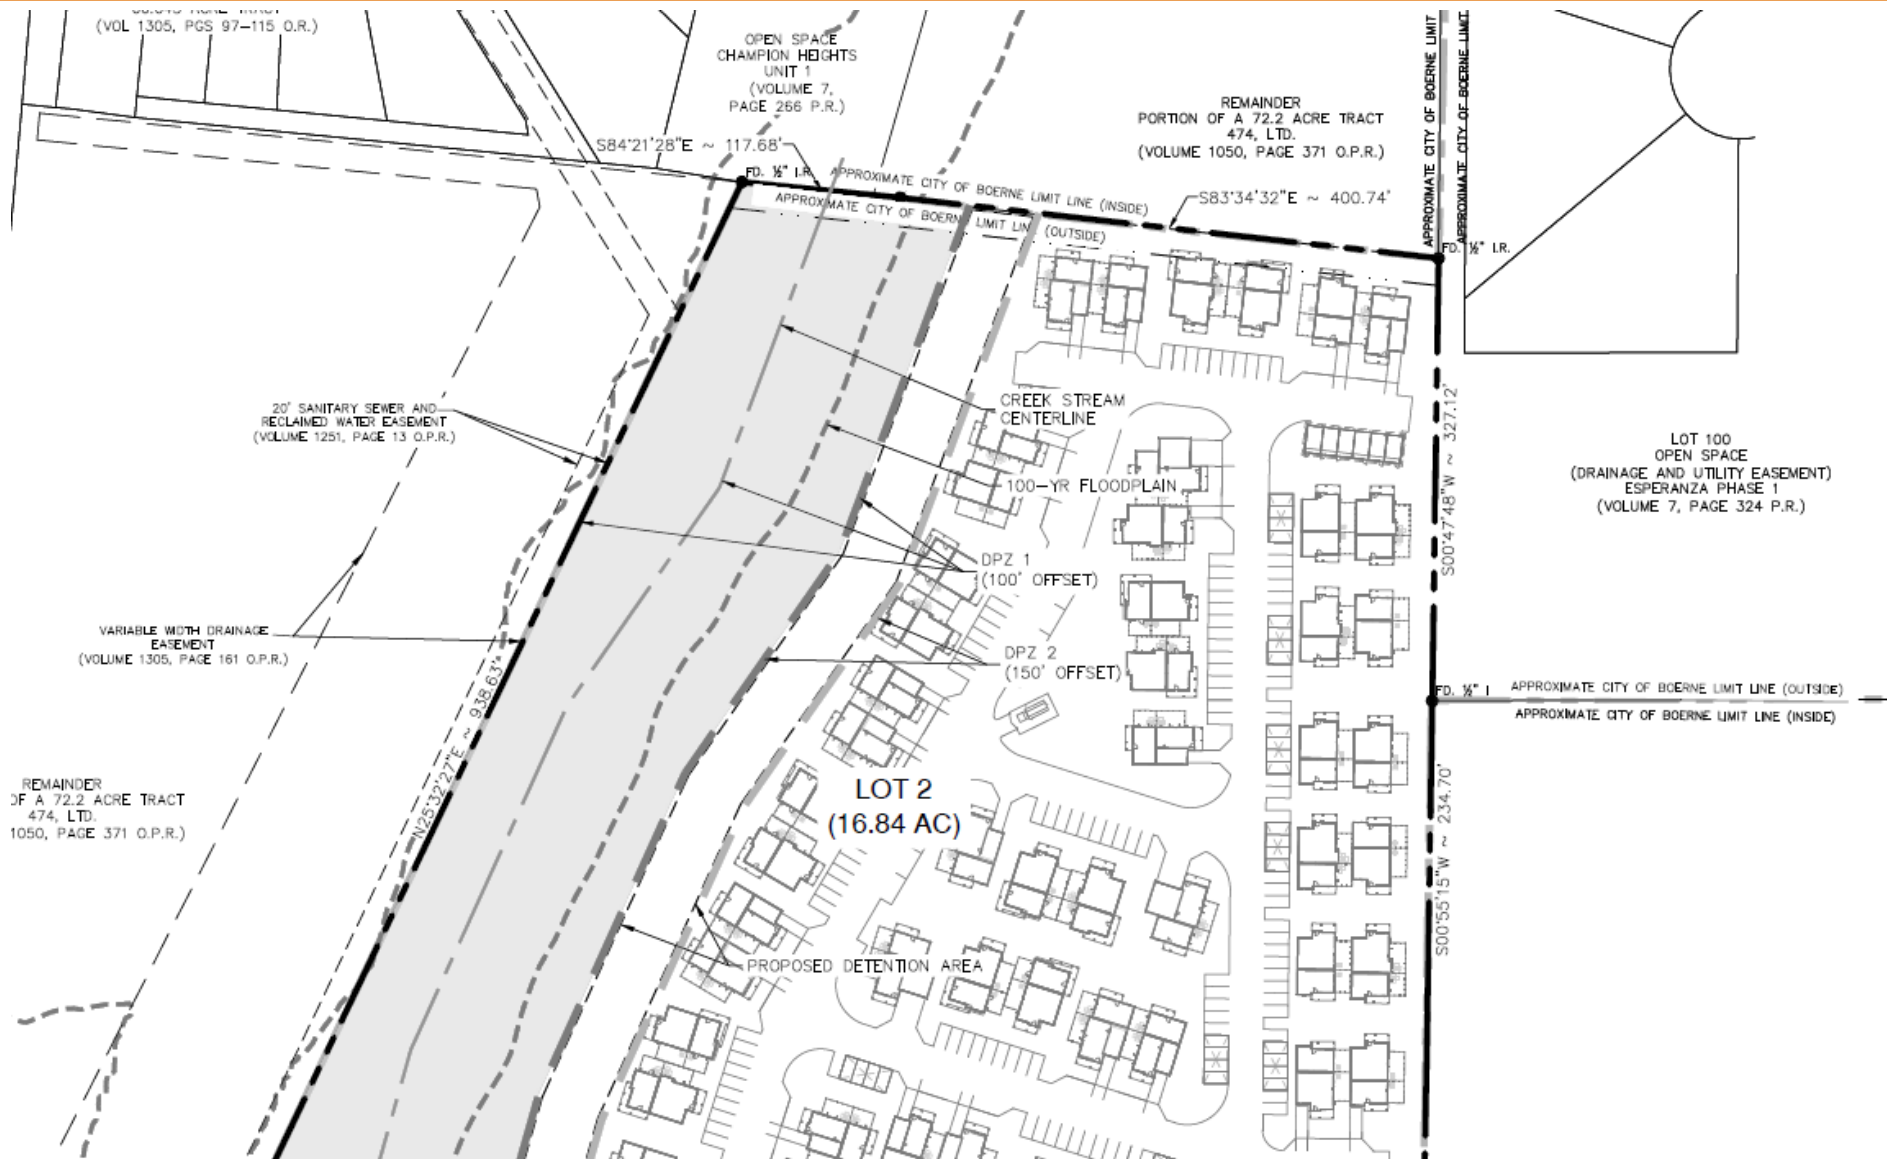 (VOL 1305, PGS 97-115 O.R.)
OPEN SPACE
CHAMPION HEIGHTS
UNIT 1
(VOLUME 7,
PAGE 266 P.R.)
REMAINDER
PORTION OF A 72.2 ACRE TRACT
474, LTD.
(VOLUME 1050, PAGE 371 O.P.R.)
APPROXIMATE CITY OF BOERNE LIMIT
APPROXIMATE CITY OF BOERNE LIMIT
S84°21'28"E ~ 117.68'
FD. ½" I.R.
APPROXIMATE CITY OF BOERNE LIMIT LINE (INSIDE)
APPROXIMATE CITY OF BOERNE LIMIT LINE (OUTSIDE)
S83°34'32"E ~ 400.74'
FD. ½" I.R.
20' SANITARY SEWER AND
RECLAIMED WATER EASEMENT
(VOLUME 1251, PAGE 13 O.P.R.)
CREEK STREAM
CENTERLINE
100-YR FLOODPLAIN
S00°47'48"W ~ 327.12'
LOT 100
OPEN SPACE
(DRAINAGE AND UTILITY EASEMENT)
ESPERANZA PHASE 1
(VOLUME 7, PAGE 324 P.R.)
DPZ 1
(100' OFFSET)
DPZ 2
(150' OFFSET)
VARIABLE WIDTH DRAINAGE
EASEMENT
(VOLUME 1305, PAGE 161 O.P.R.)
N25°32'27"E ~ 938.63'
FD. ½" I
APPROXIMATE CITY OF BOERNE LIMIT LINE (OUTSIDE)
APPROXIMATE CITY OF BOERNE LIMIT LINE (INSIDE)
REMAINDER
OF A 72.2 ACRE TRACT
474, LTD.
1050, PAGE 371 O.P.R.)
LOT 2
(16.84 AC)
S00°55'15"W ~ 234.70'
PROPOSED DETENTION AREA